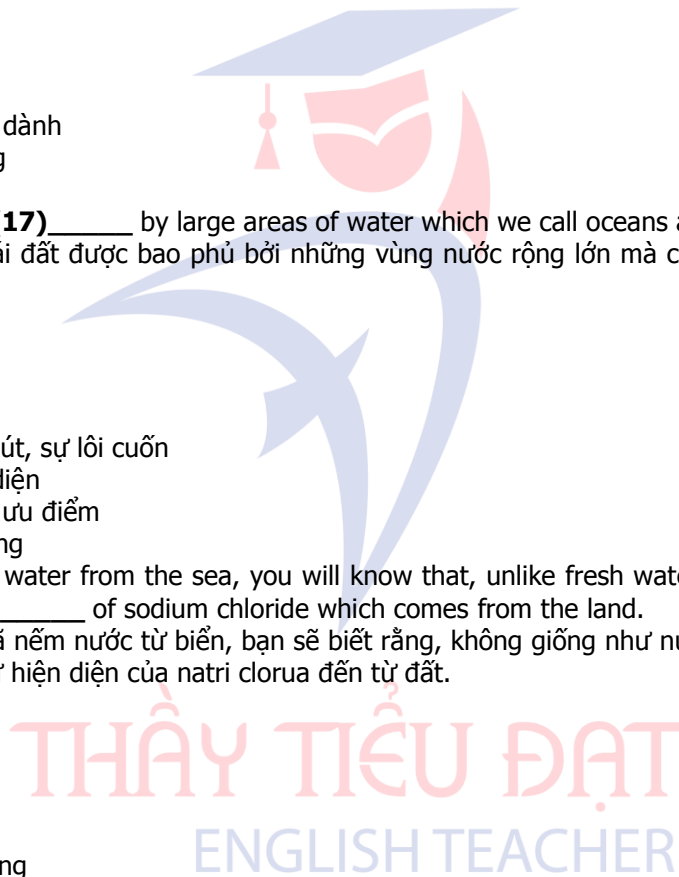 dành
g
17)______ by large areas of water which we call oceans a
ái đất được bao phủ bởi những vùng nước rộng lớn mà c
út, sự lôi cuốn
diện
ưu điểm
ng
water from the sea, you will know that, unlike fresh wate
______ of sodium chloride which comes from the land.
ã nếm nước từ biển, bạn sẽ biết rằng, không giống như nu
hiện diện của natri clorua đến từ đất.
THẦY TIỂU ĐẠT
ENGLISH TEACHER
ng